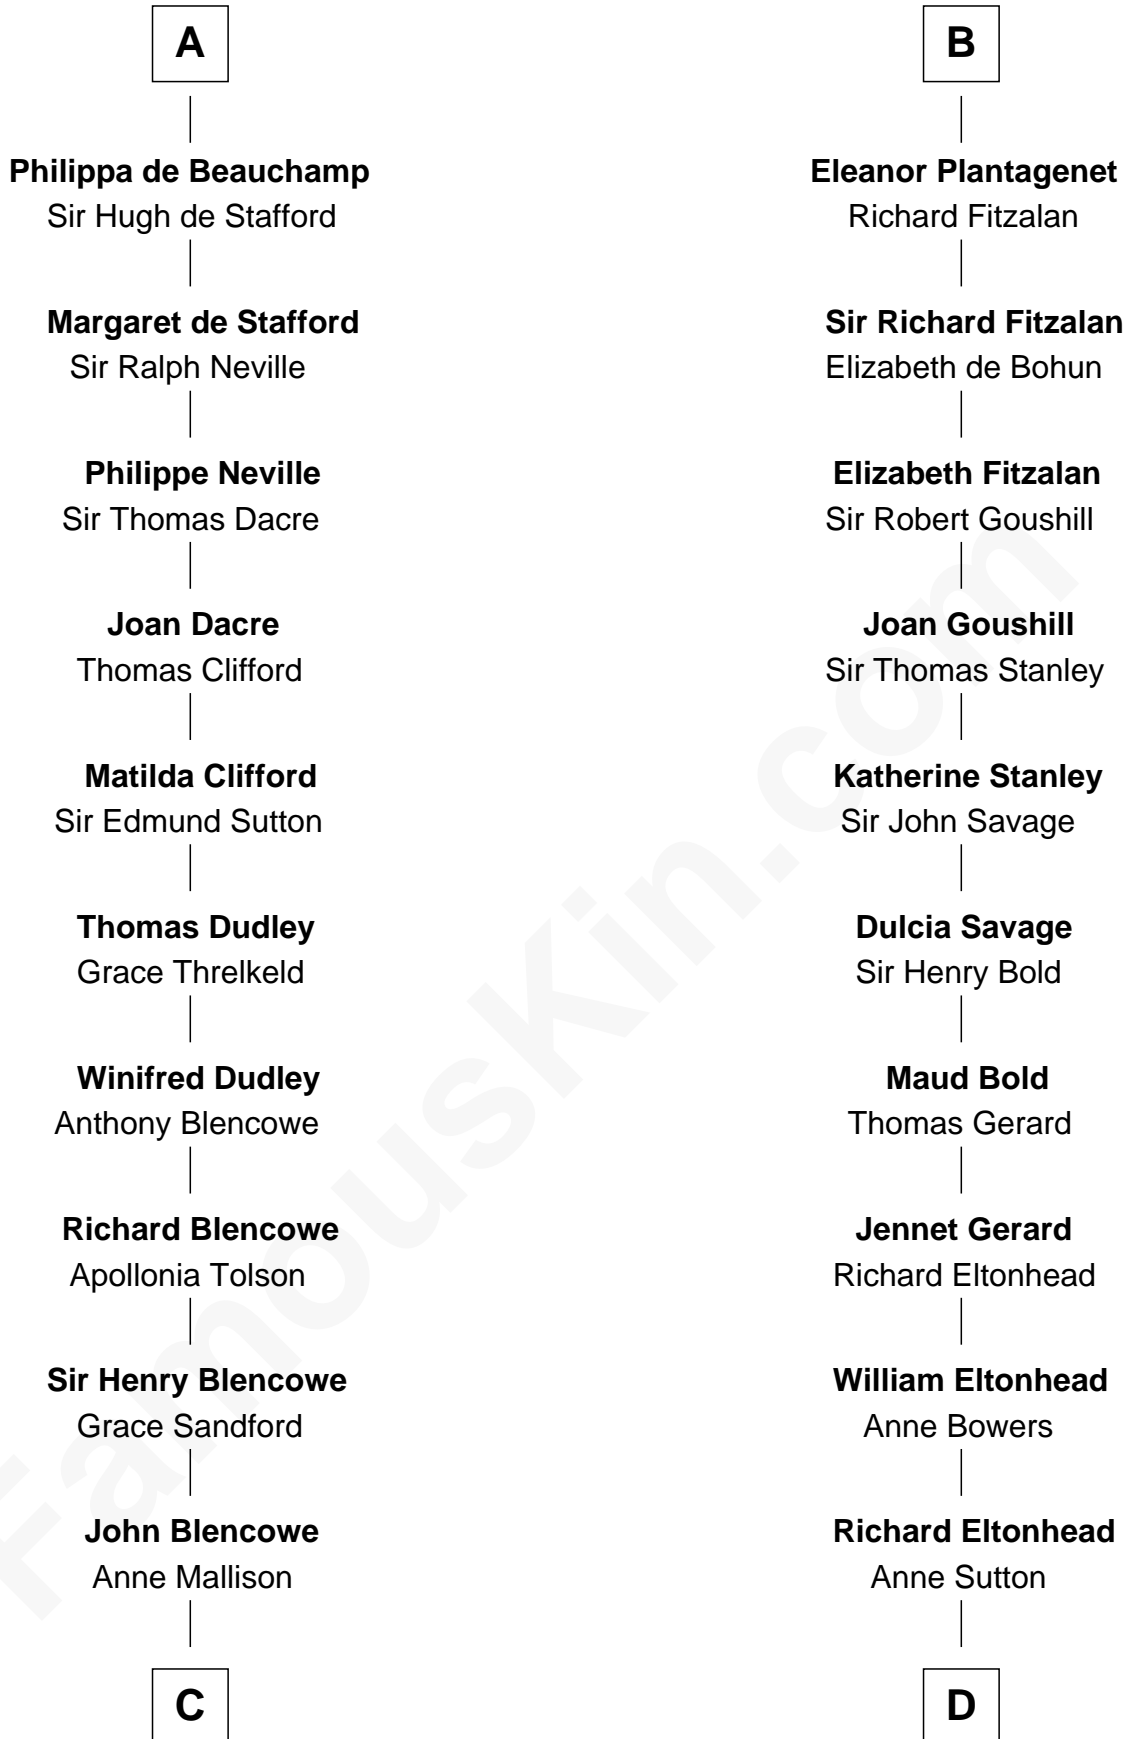 A
Philippa de Beauchamp
Sir Hugh de Stafford
Margaret de Stafford
Sir Ralph Neville
Philippe Neville
Sir Thomas Dacre
Joan Dacre
Thomas Clifford
Matilda Clifford
Sir Edmund Sutton
Thomas Dudley
Grace Threlkeld
Winifred Dudley
Anthony Blencowe
Richard Blencowe
Apollonia Tolson
Sir Henry Blencowe
Grace Sandford
John Blencowe
Anne Mallison
C
B
Eleanor Plantagenet
Richard Fitzalan
Sir Richard Fitzalan
Elizabeth de Bohun
Elizabeth Fitzalan
Sir Robert Goushill
Joan Goushill
Sir Thomas Stanley
Katherine Stanley
Sir John Savage
Dulcia Savage
Sir Henry Bold
Maud Bold
Thomas Gerard
Jennet Gerard
Richard Eltonhead
William Eltonhead
Anne Bowers
Richard Eltonhead
Anne Sutton
D
FamousKin.com